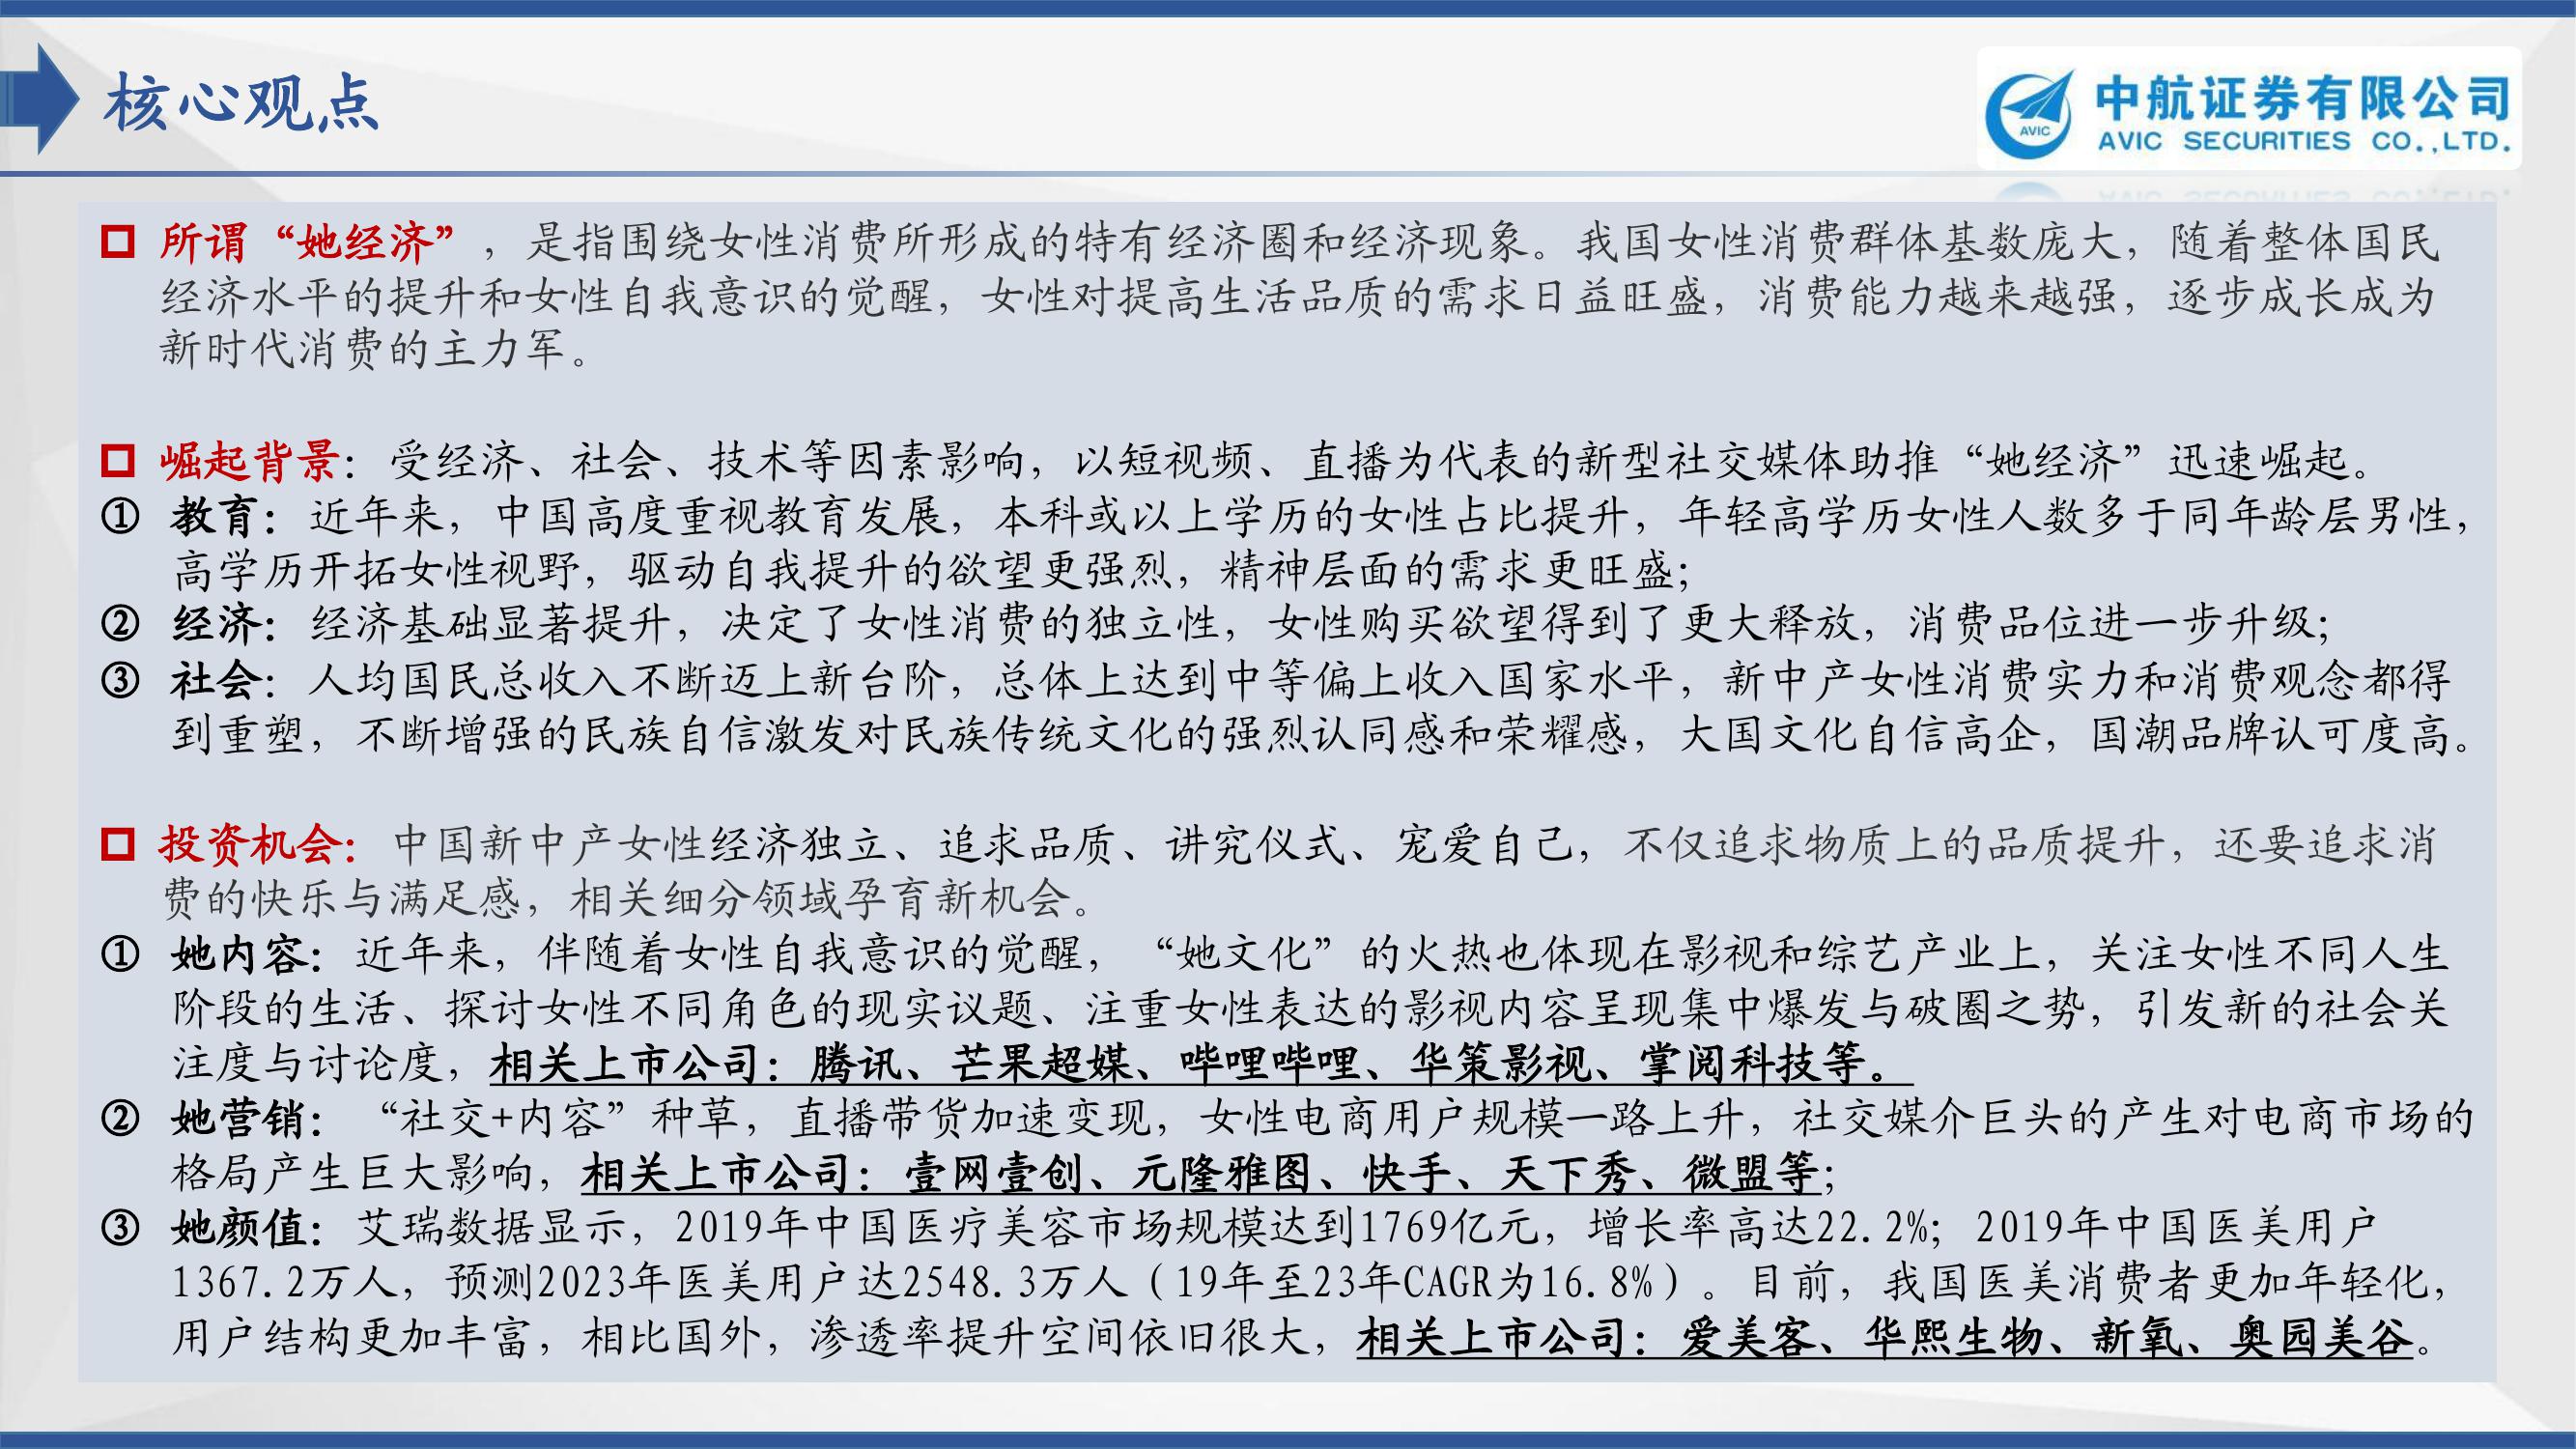 核心观点
中航证券有限公司
AVIC
AVIC SECURITIES CO.,LTD.
所谓“她经济”，是指围绕女性消费所形成的特有经济圈和经济现象。我国女性消费群体基数庞大，随着整体国民
经济水平的提升和女性自我意识的觉醒，女性对提高生活品质的需求日益旺盛，消费能力越来越强，逐步成长成为
新时代消费的主力军。
崛起背景：受经济、社会、技术等因素影响，以短视频、直播为代表的新型社交媒体助推“她经济”迅速崛起。
① 教育：近年来，中国高度重视教育发展，本科或以上学历的女性占比提升，年轻高学历女性人数多于同年龄层男性，
高学历开拓女性视野，驱动自我提升的欲望更强烈，精神层面的需求更旺盛；
② 经济：经济基础显著提升，决定了女性消费的独立性，女性购买欲望得到了更大释放，消费品位进一步升级；
③ 社会：人均国民总收入不断迈上新台阶，总体上达到中等偏上收入国家水平，新中产女性消费实力和消费观念都得
到重塑，不断增强的民族自信激发对民族传统文化的强烈认同感和荣耀感，大国文化自信高企，国潮品牌认可度高。
投资机会：中国新中产女性经济独立、追求品质、讲究仪式、宠爱自己，不仅追求物质上的品质提升，还要追求消
费的快乐与满足感，相关细分领域孕育新机会。
① 她内容：近年来，伴随着女性自我意识的觉醒，“她文化”的火热也体现在影视和综艺产业上，关注女性不同人生
阶段的生活、探讨女性不同角色的现实议题、注重女性表达的影视内容呈现集中爆发与破圈之势，引发新的社会关
注度与讨论度，相关上市公司：腾讯、芒果超媒、哔哩哔哩、华策影视、掌阅科技等。
② 她营销：“社交+内容”种草，直播带货加速变现，女性电商用户规模一路上升，社交媒介巨头的产生对电商市场的
格局产生巨大影响，相关上市公司：壹网壹创、元隆雅图、快手、天下秀、微盟等；
③ 她颜值：艾瑞数据显示，2019年中国医疗美容市场规模达到1769亿元，增长率高达22.2%；2019年中国医美用户
1367.2万人，预测2023年医美用户达2548.3万人（19年至23年CAGR为16.8%）。目前，我国医美消费者更加年轻化，
用户结构更加丰富，相比国外，渗透率提升空间依旧很大，相关上市公司：爱美客、华熙生物、新氧、奥园美谷。